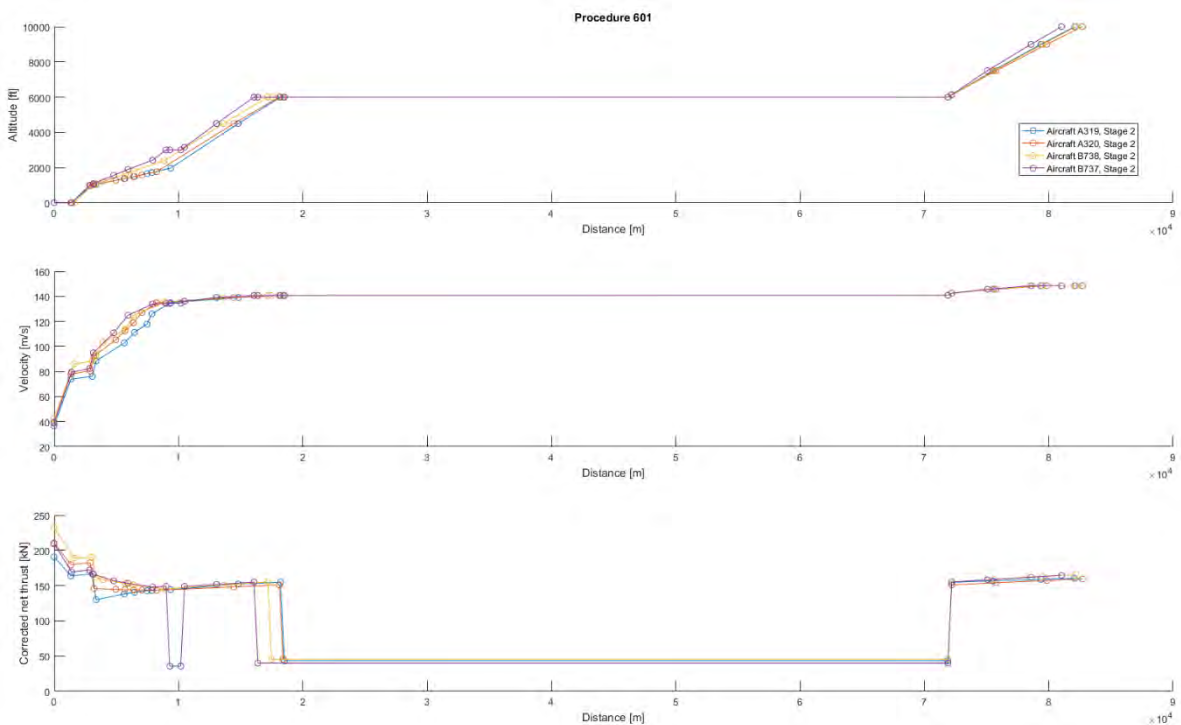 Procedure 601
Altitude [ft]
10000
8000
6000
4000
2000
0
0 1 2 3 4 5 6 7 8 9
Distance [m]
×10^4
Aircraft A319, Stage 2
Aircraft A320, Stage 2
Aircraft B738, Stage 2
Aircraft B737, Stage 2
Velocity [m/s]
160
140
120
100
80
60
40
20
0 1 2 3 4 5 6 7 8 9
Distance [m]
×10^4
Corrected net thrust [kN]
250
200
150
100
50
0
0 1 2 3 4 5 6 7 8 9
Distance [m]
×10^4